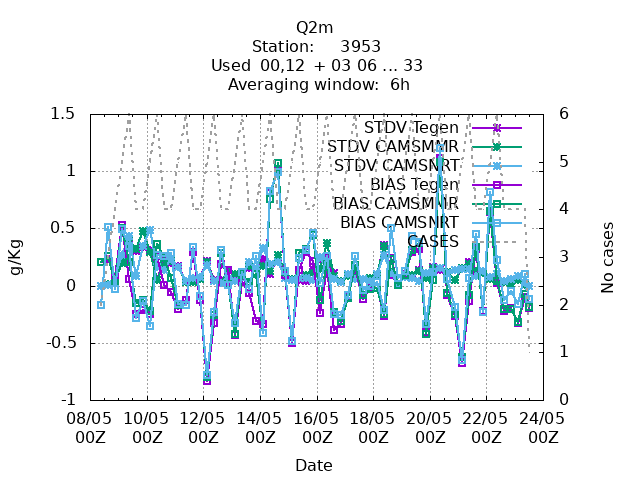 Q2m
Station: 3953
Used 00,12 + 03 06 ... 33
Averaging window: 6h
STDV Tegen
STDV CAMSMMR
STDV CAMSNRT
BIAS Tegen
BIAS CAMSMMR
BIAS CAMSNRT
CASES
1.5
1
0.5
0
-0.5
-1
g/Kg
6
5
4
3
2
1
0
No cases
08/05 10/05 12/05 14/05 16/05 18/05 20/05 22/05 24/05
00Z 00Z 00Z 00Z 00Z 00Z 00Z 00Z 00Z
Date